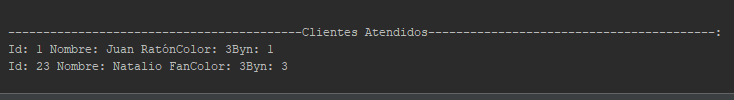 ------------------------------------------Clientes Atendidos-----------------------------------------:
Id: 1 Nombre: Juan RatónColor: 3Byn: 1
Id: 23 Nombre: Natalio FanColor: 3Byn: 3